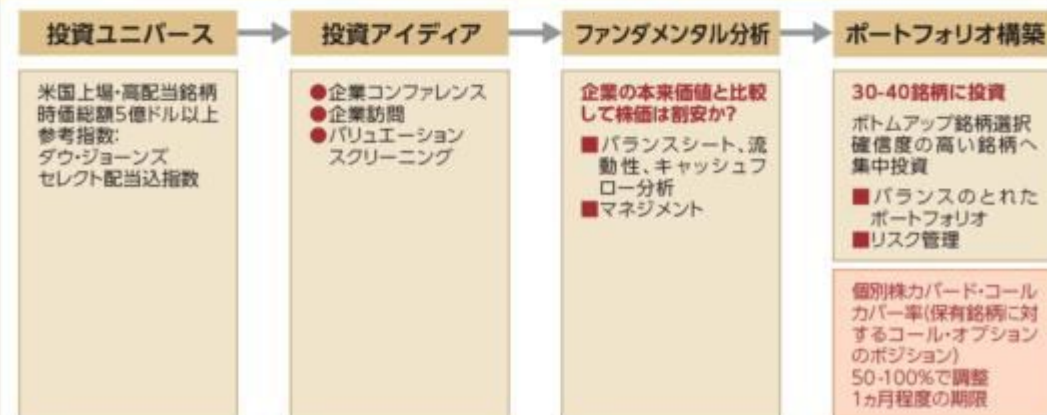 投資ユニバース
投資アイディア
ファンダメンタル分析
ポートフォリオ構築
米国上場・高配当銘柄
時価総額5億ドル以上
参考指数:
ダウ・ジョーンズ
セレクト配当込指数
●企業コンファレンス
●企業訪問
●バリュエーション
スクリーニング
企業の本来価値と比較
して株価は割安か?
■バランスシート、流
動性、キャッシュフ
ロー分析
■マネジメント
30-40銘柄に投資
ボトムアップ銘柄選択
確信度の高い銘柄へ
集中投資
■バランスのとれた
ポートフォリオ
■リスク管理
個別株カバード・コール
カバー率(保有銘柄に対
するコール・オプション
のポジション)
50-100%で調整
1ヵ月程度の期限